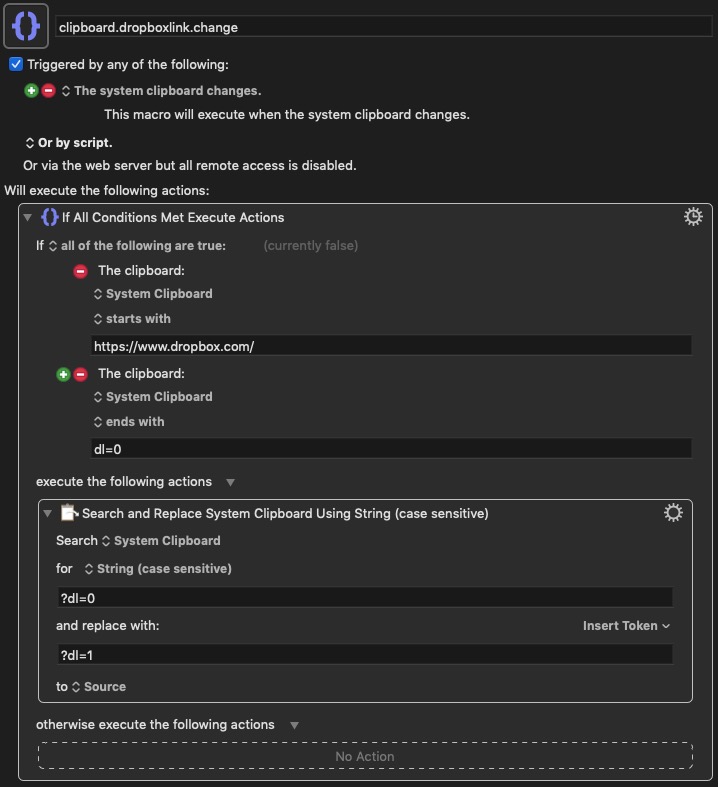 {}
clipboard.dropboxlink.change
Triggered by any of the following:
The system clipboard changes.
This macro will execute when the system clipboard changes.
Or by script.
Or via the web server but all remote access is disabled.
Will execute the following actions:
{} If All Conditions Met Execute Actions
If all of the following are true: (currently false)
The clipboard:
System Clipboard
starts with
https://www.dropbox.com/
The clipboard:
System Clipboard
ends with
dl=0
execute the following actions
Search and Replace System Clipboard Using String (case sensitive)
Search System Clipboard
for String (case sensitive)
?dl=0
and replace with: Insert Token
?dl=1
to Source
otherwise execute the following actions
No Action